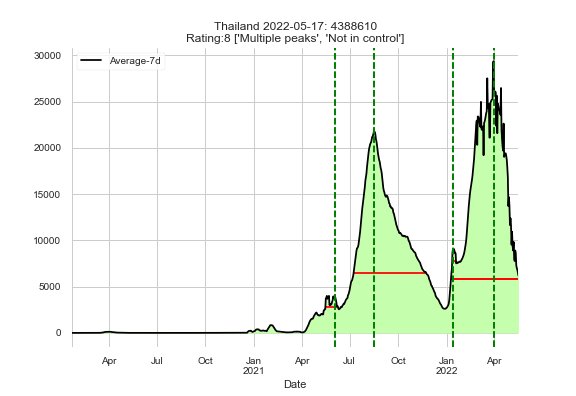 Thailand 2022-05-17: 4388610
Rating:8 ['Multiple peaks', 'Not in control']
Average-7d
30000
25000
20000
15000
10000
5000
0
Apr Jul Oct Jan Apr Jul Oct Jan Apr
2021 2022
Date